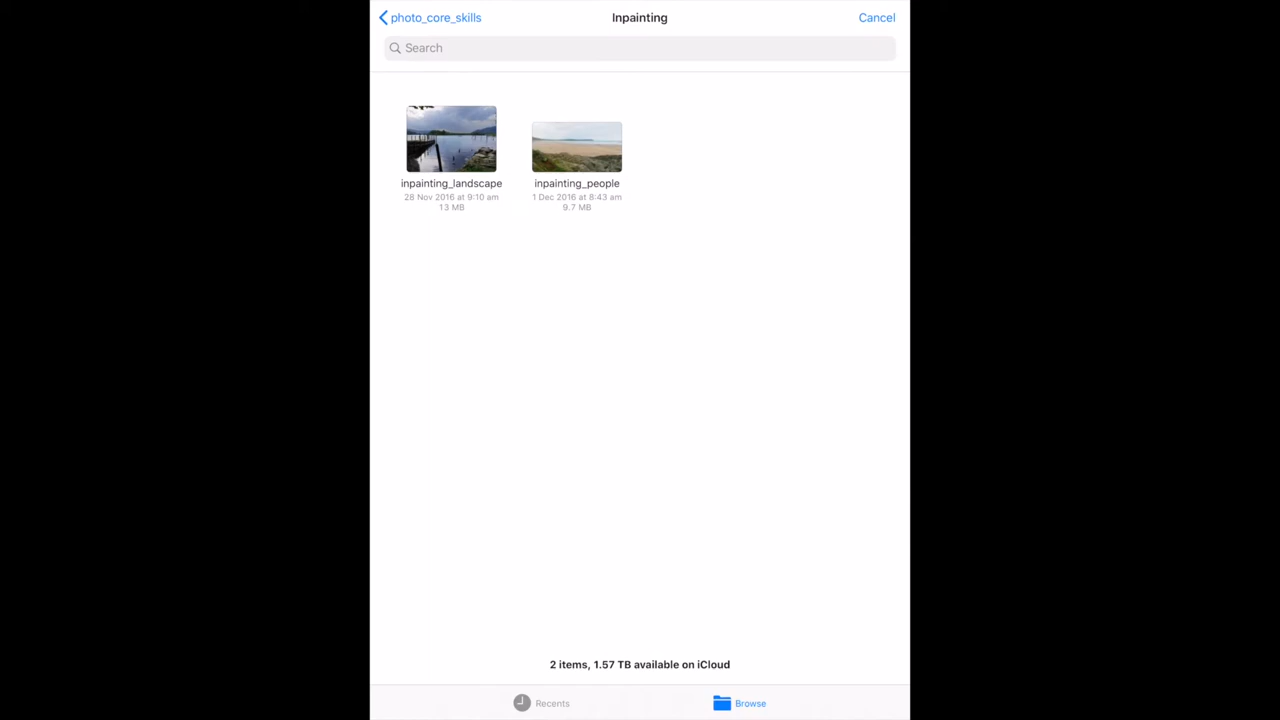 photo_core_skills
Inpainting
Cancel
Search
inpainting_landscape
28 Nov 2016 at 9:10 am
13 MB
inpainting_people
1 Dec 2016 at 8:43 am
9.7 MB
2 items, 1.57 TB available on iCloud
Recents
Browse